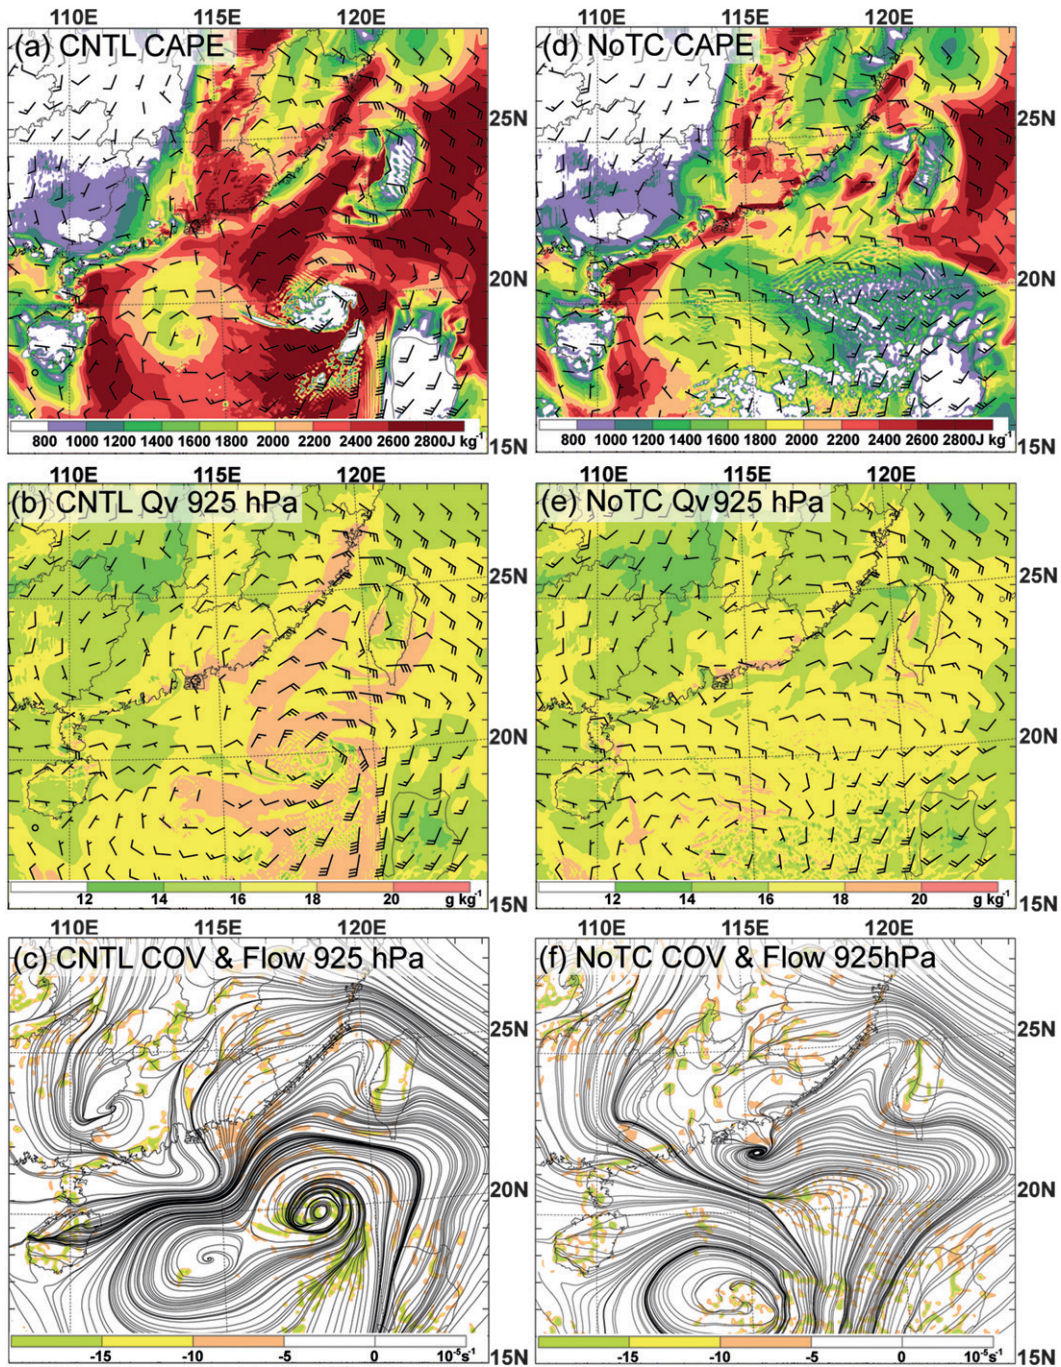 110E 115E 120E
(a) CNTL CAPE
25N
20N
15N
800 1000 1200 1400 1600 1800 2000 2200 2400 2600 2800J kg-1
110E 115E 120E
(d) NoTC CAPE
25N
20N
15N
800 1000 1200 1400 1600 1800 2000 2200 2400 2600 2800J kg-1
110E 115E 120E
(b) CNTL Qv 925 hPa
25N
20N
15N
12 14 16 18 20 g kg-1
110E 115E 120E
(e) NoTC Qv925 hPa
25N
20N
15N
12 14 16 18 20 g kg-1
110E 115E 120E
(c) CNTL COV & Flow 925 hPa
25N
20N
15N
-15 -10 -5 0 10-5s-1
110E 115E 120E
(f) NoTC COV & Flow 925hPa
25N
20N
15N
-15 -10 -5 0 10-5s-1